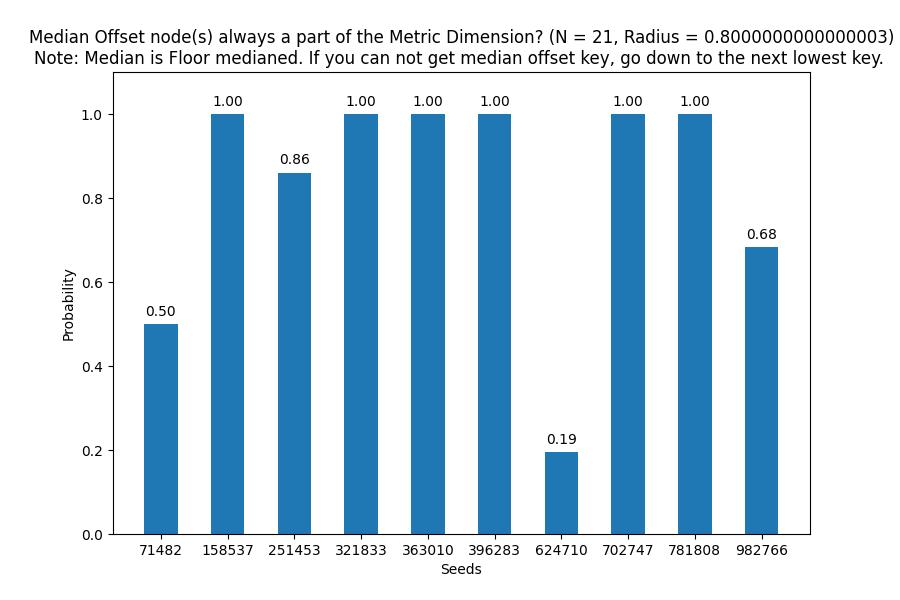 Median Offset node(s) always a part of the Metric Dimension? (N = 21, Radius = 0.8000000000000003)
Note: Median is Floor medianed. If you can not get median offset key, go down to the next lowest key.
1.00 1.00 1.00 1.00 1.00 1.00
1.0
0.86
0.8
0.68
0.6
0.50
0.4
0.19
0.2
0.0
Probability
71482 158537 251453 321833 363010 396283 624710 702747 781808 982766
Seeds